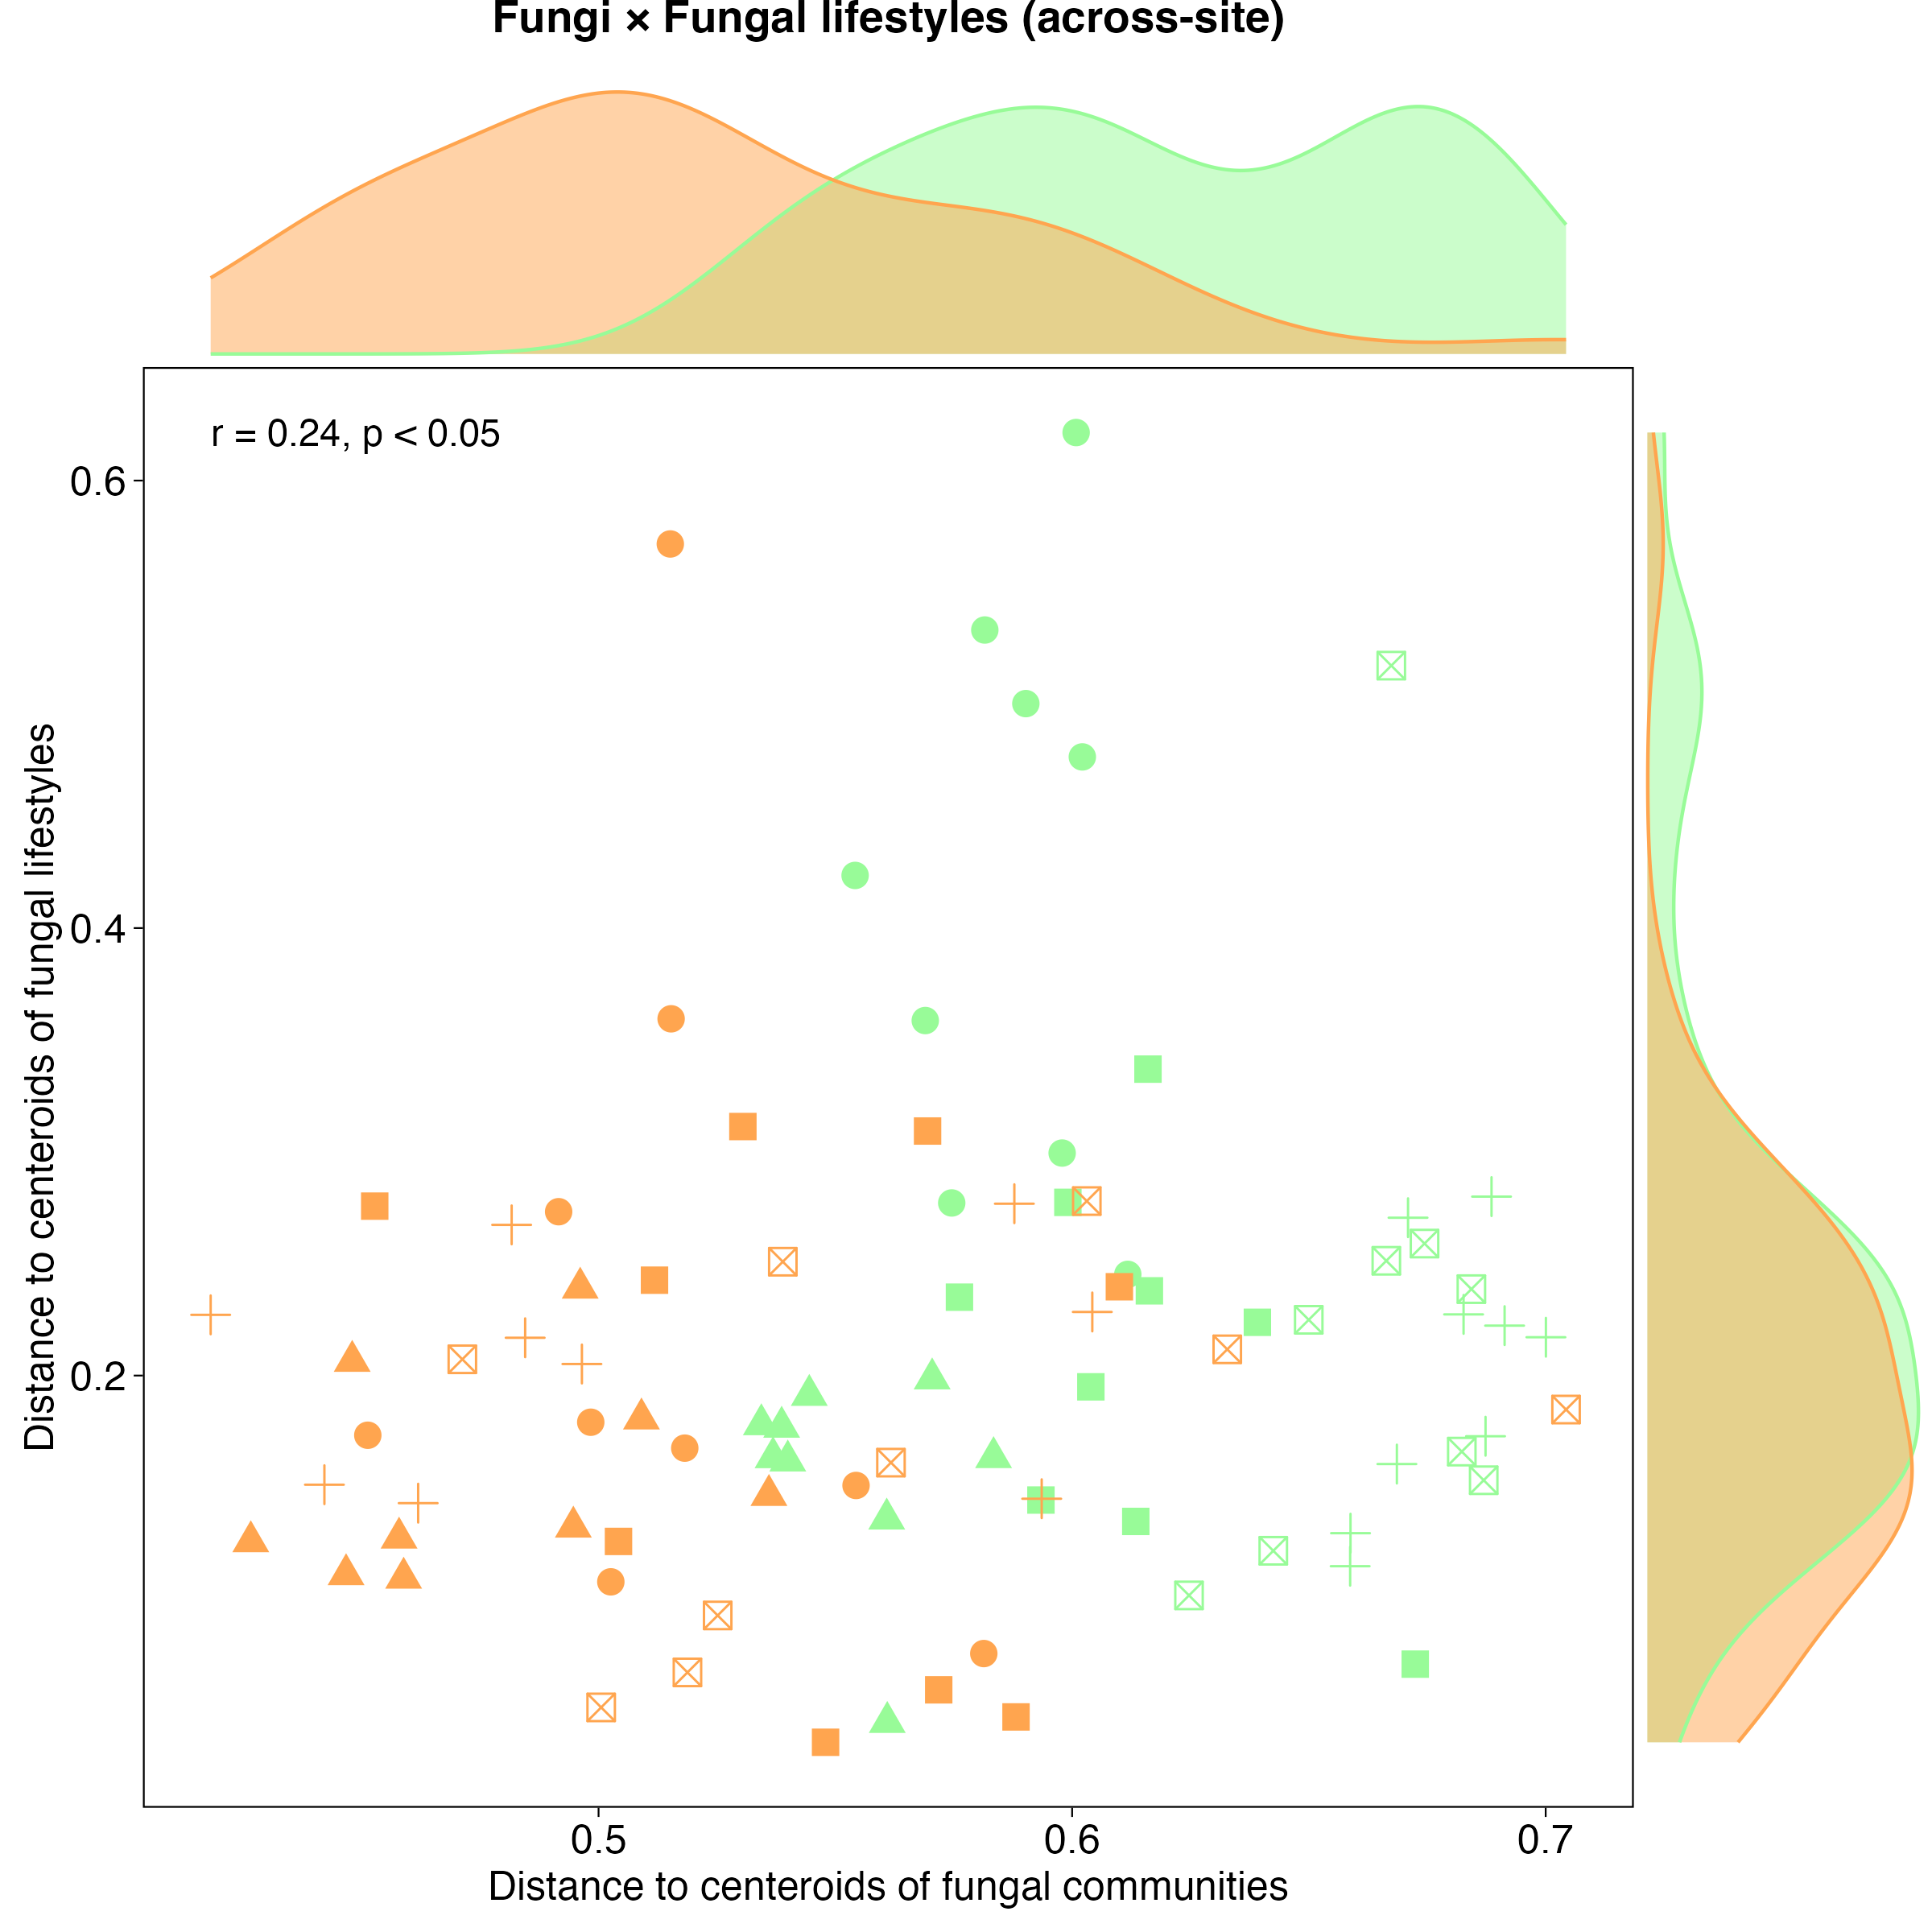 Fungi × Fungal lifestyles (across-site)
r = 0.24, p < 0.05
0.6
0.4
0.2
Distance to centeroids of fungal lifestyles
0.5 0.6 0.7
Distance to centeroids of fungal communities